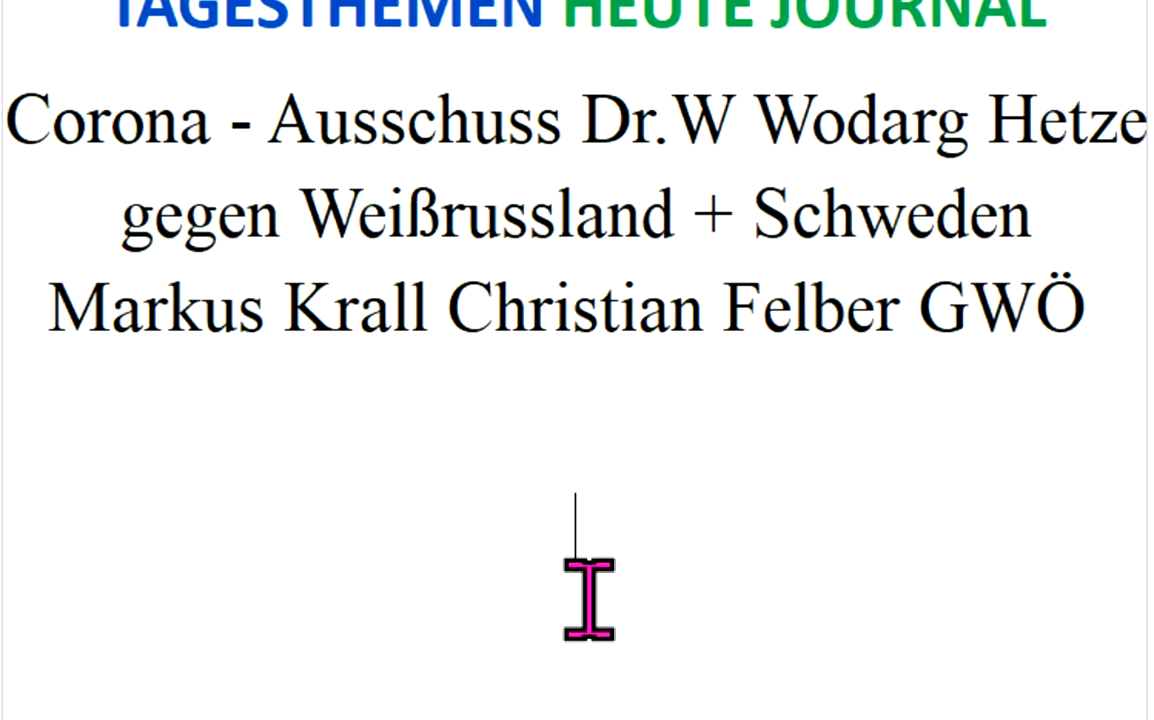 TAGESTHEMEN HEUTE JOURNAL
Corona - Ausschuss Dr.W Wodarg Hetze
gegen Weißrussland + Schweden
Markus Krall Christian Felber GWÖ